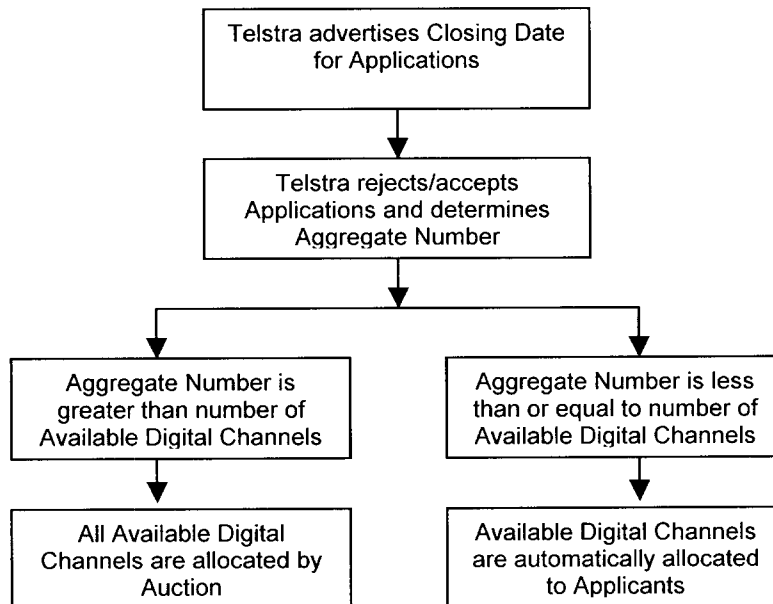 Telstra advertises Closing Date
for Applications
Telstra rejects/accepts
Applications and determines
Aggregate Number
Aggregate Number is
greater than number of
Available Digital Channels
Aggregate Number is less
than or equal to number of
Available Digital Channels
All Available Digital
Channels are allocated by
Auction
Available Digital Channels
are automatically allocated
to Applicants